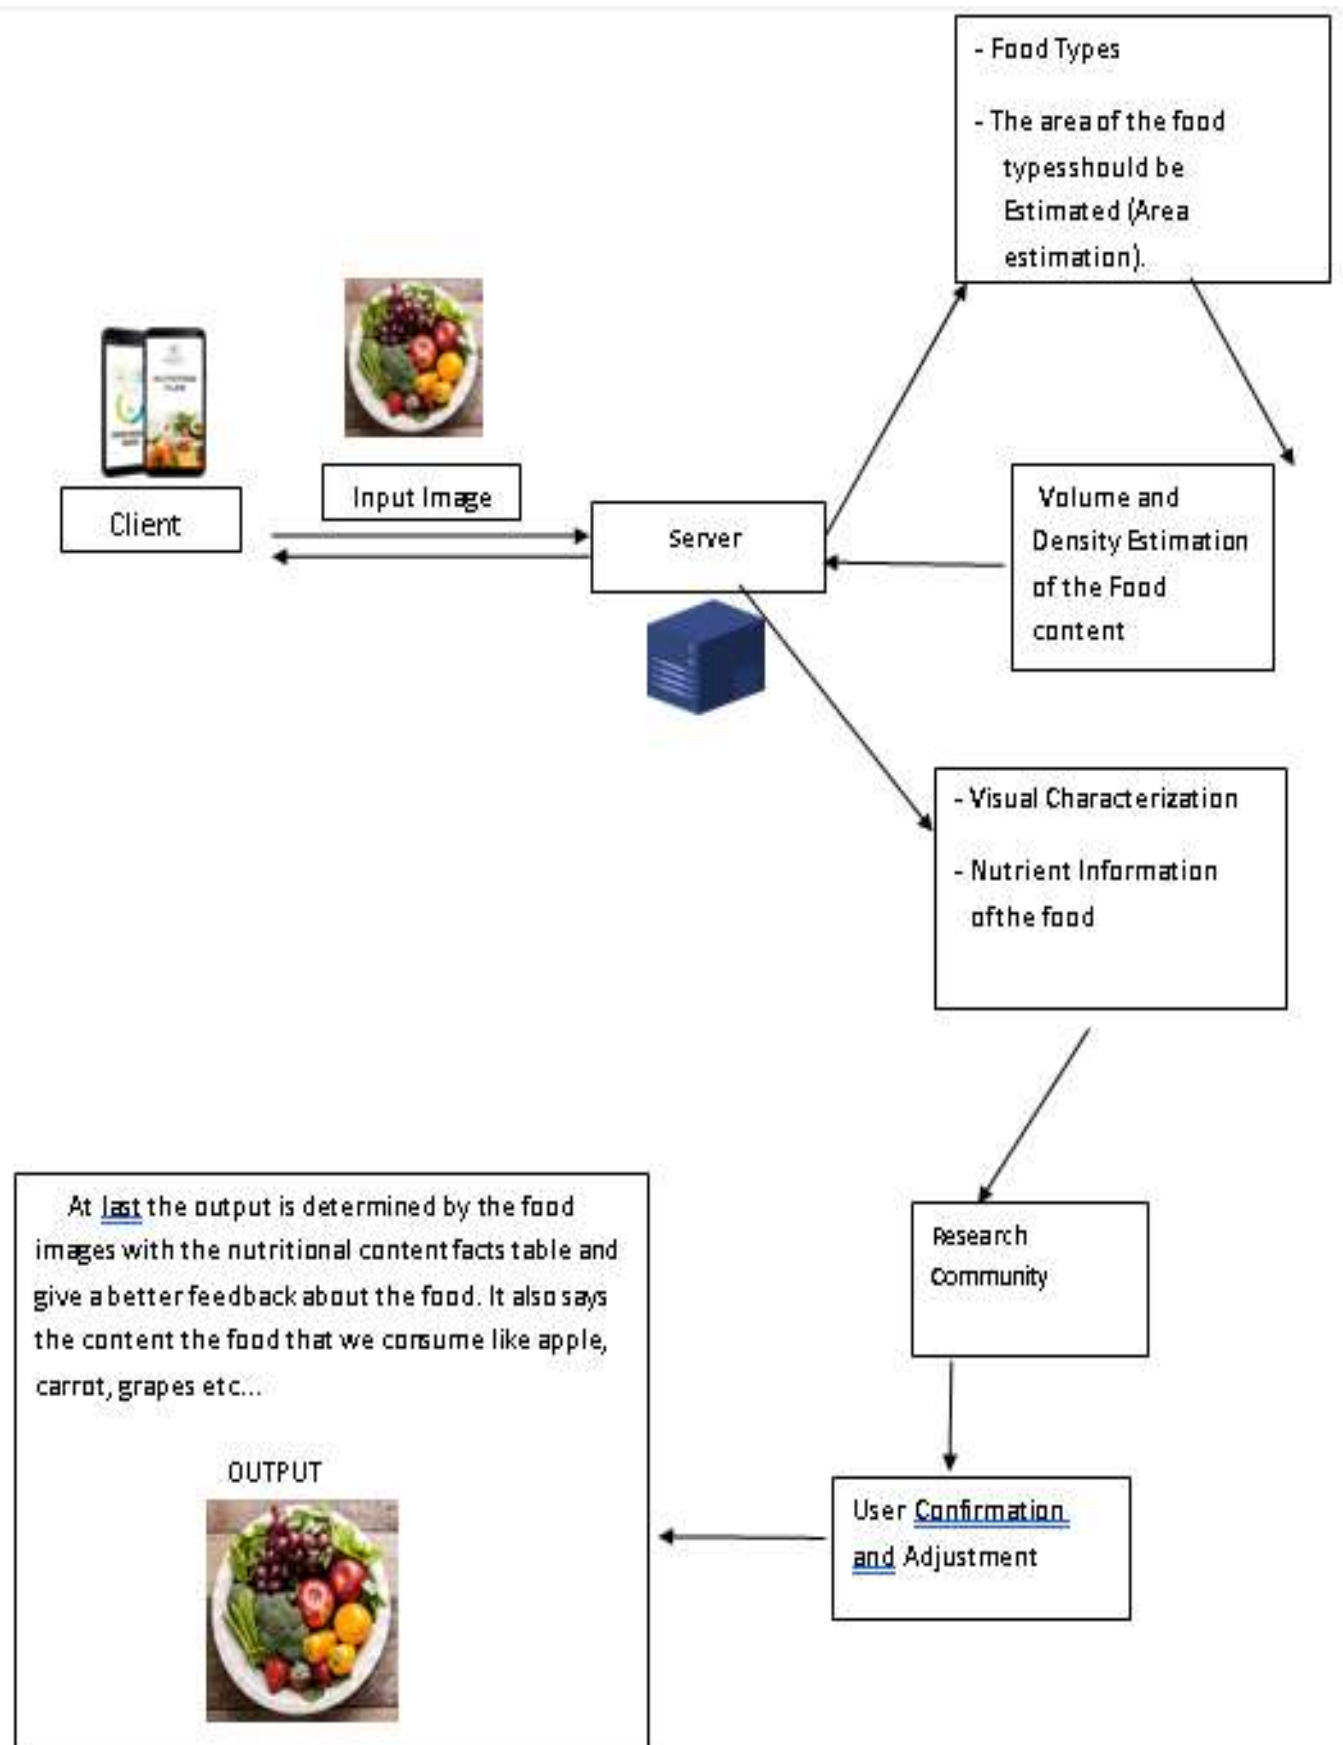 - Food Types
- The area of the food
typesshould be
Estimated (Area
estimation).
Client
Input Image
Server
Volume and
Density Estimation
of the Food
content
- Visual Characterization
- Nutrient Information
ofthe food
Research
Community
User Confirmation
and Adjustment
At last the output is determined by the food
images with the nutritional content facts table and
give a better feedback about the food. It also says
the content the food that we consume like apple,
carrot, grapes etc...
OUTPUT